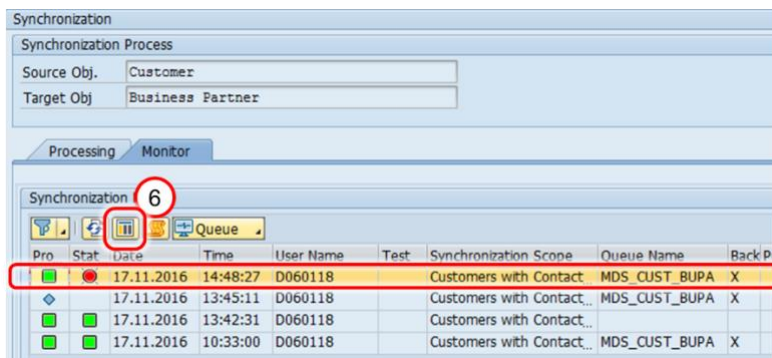 Synchronization
Synchronization Process
Source Obj. Customer
Target Obj Business Partner
Processing Monitor
Synchronization 6
Queue
Pro Stat Date Time User Name Test Synchronization Scope Queue Name Back P
17.11.2016 14:48:27 D060118 Customers with Contact... MDS_CUST_BUPA X
17.11.2016 13:45:11 D060118 Customers with Contact... MDS_CUST_BUPA X
17.11.2016 13:42:31 D060118 Customers with Contact...
17.11.2016 10:33:00 D060118 Customers with Contact... MDS_CUST_BUPA X